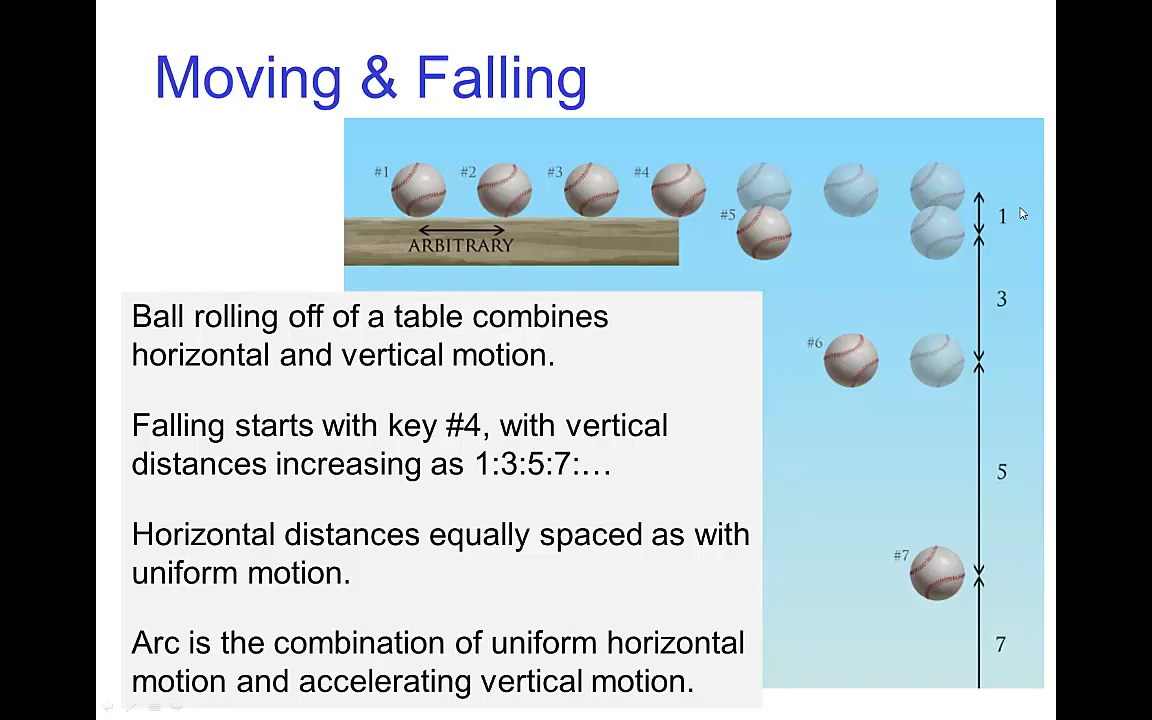 Moving & Falling
#1 #2 #3 #4
#5
1
ARBITRARY
3
Ball rolling off of a table combines
horizontal and vertical motion.
#6
Falling starts with key #4, with vertical
distances increasing as 1:3:5:7:…
5
Horizontal distances equally spaced as with
uniform motion.
#7
Arc is the combination of uniform horizontal
motion and accelerating vertical motion.
7